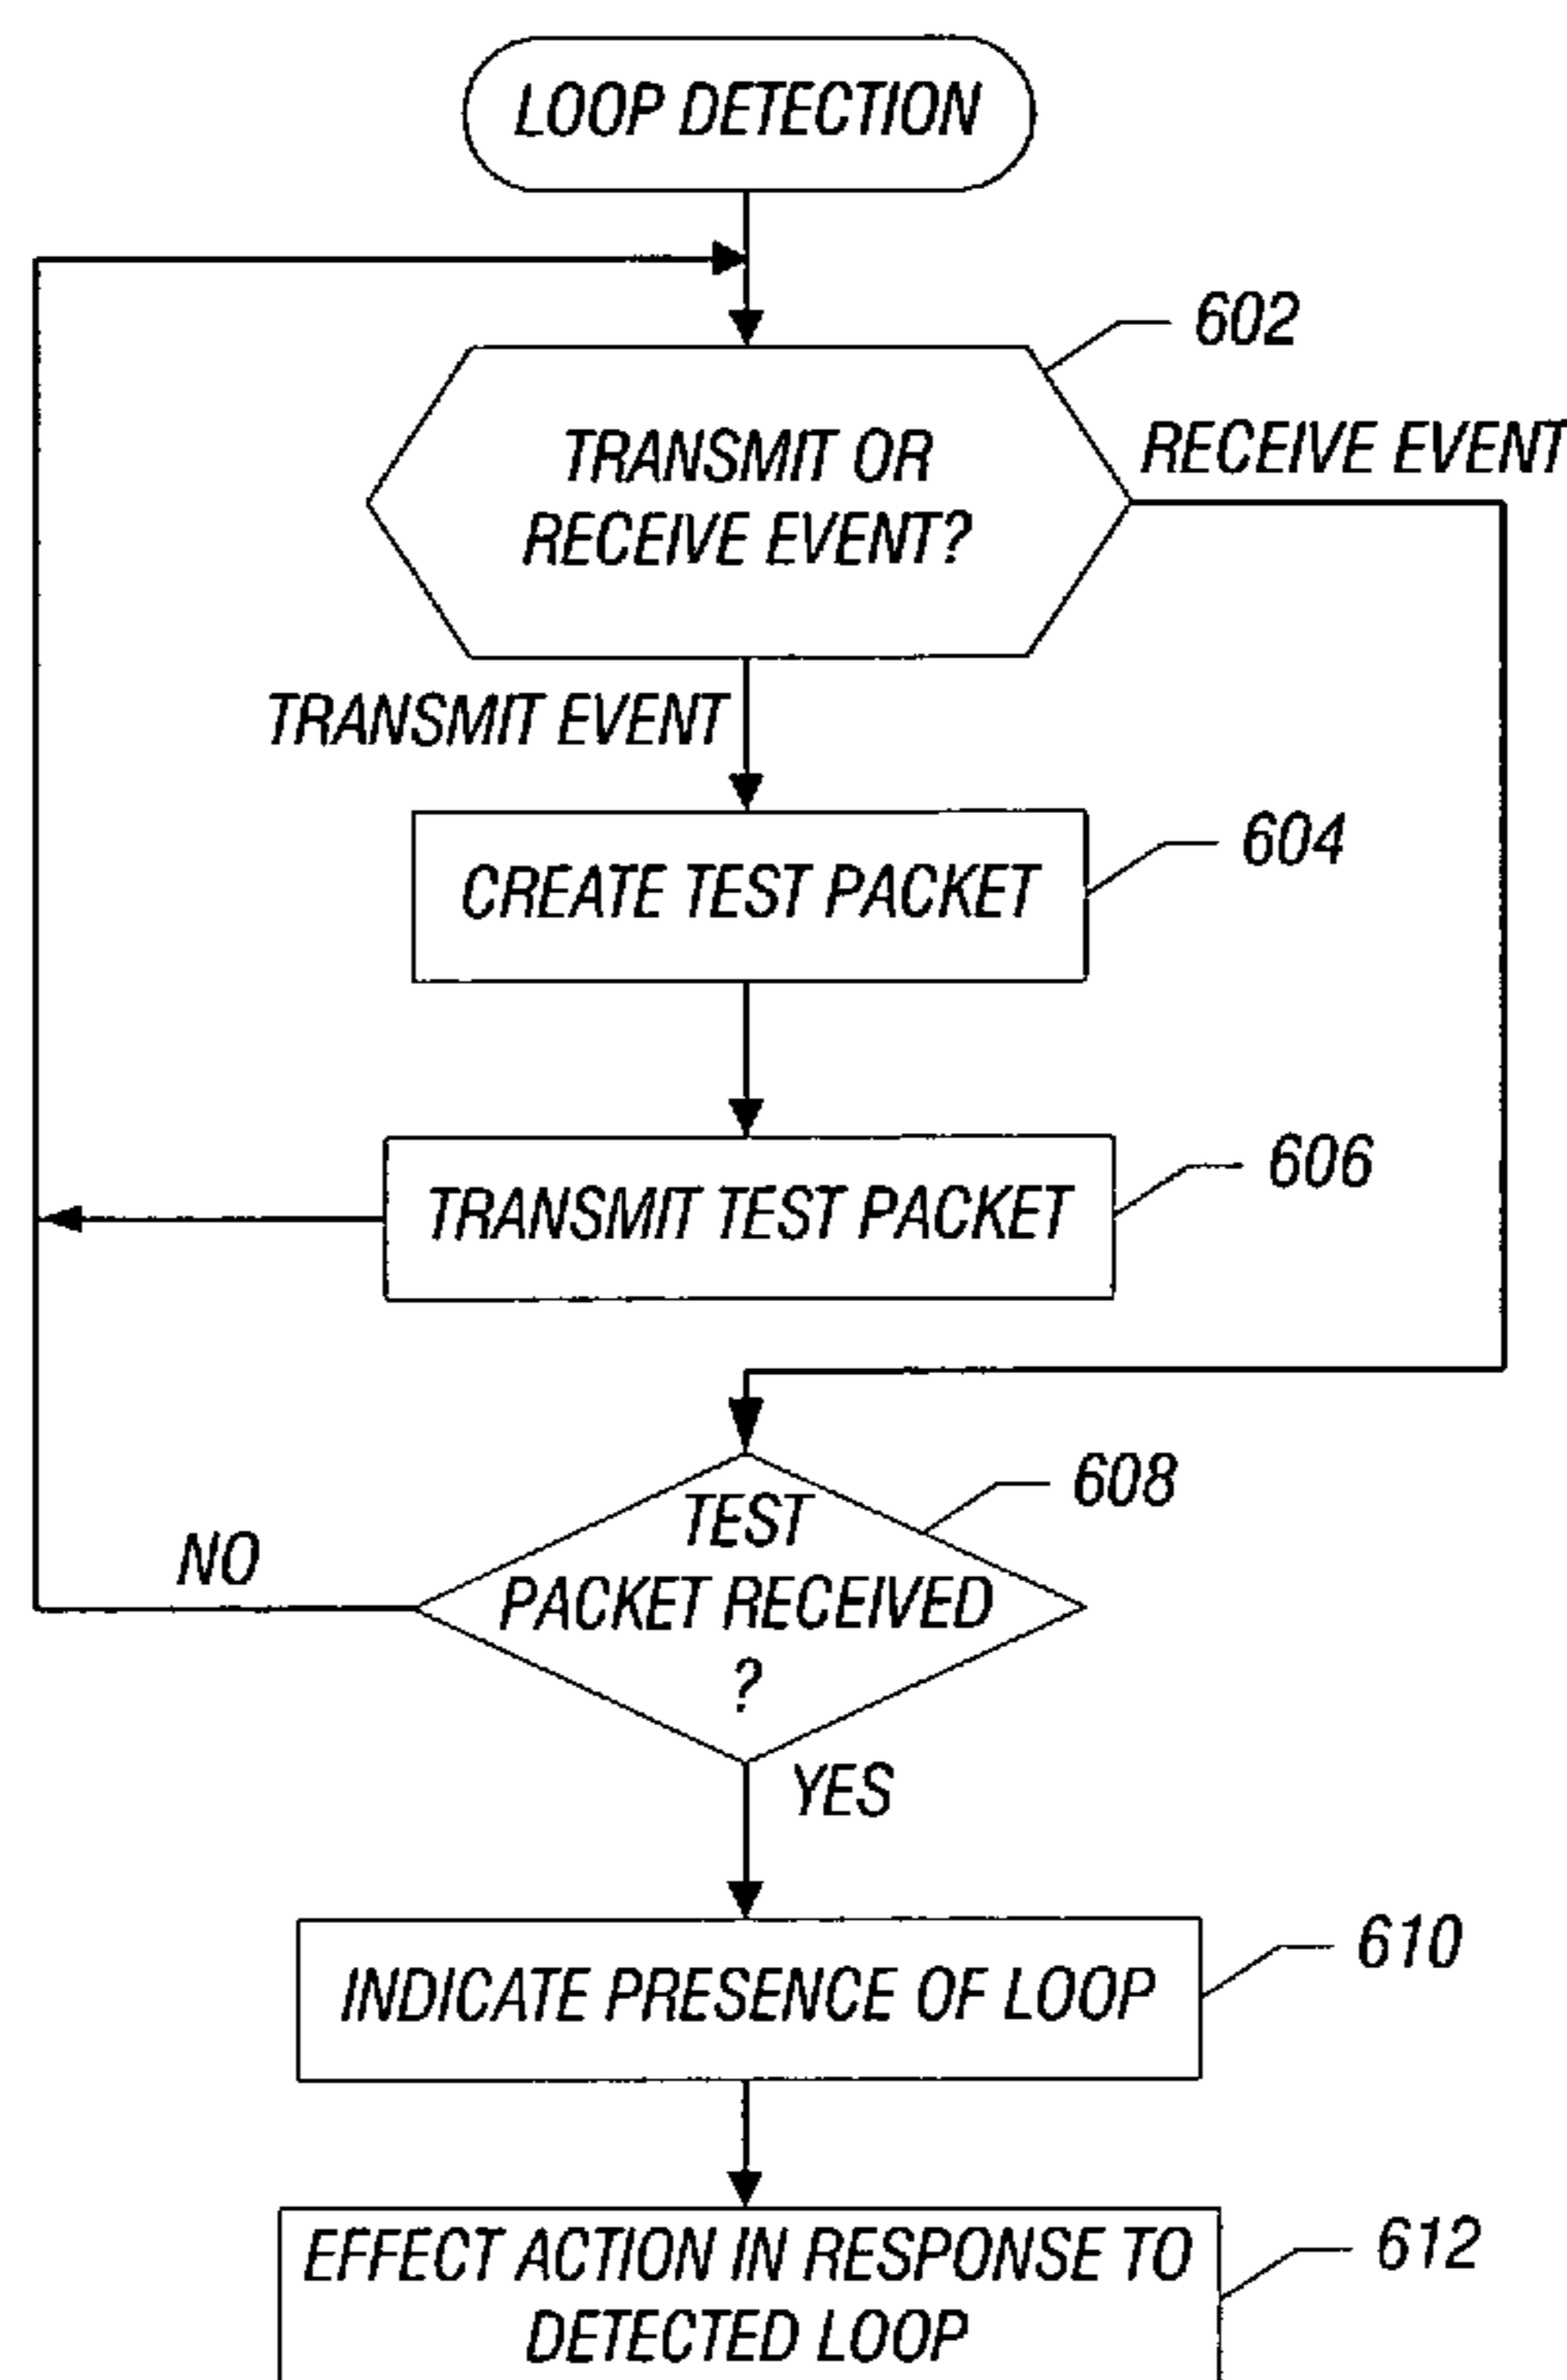 LOOP DETECTION
602
RECEIVE EVENT
TRANSMIT OR
RECEIVE EVENT?
TRANSMIT EVENT
604
CREATE TEST PACKET
606
TRANSMIT TEST PACKET
608
TEST
PACKET RECEIVED
?
NO
YES
610
INDICATE PRESENCE OF LOOP
612
EFFECT ACTION IN RESPONSE TO
DETECTED LOOP